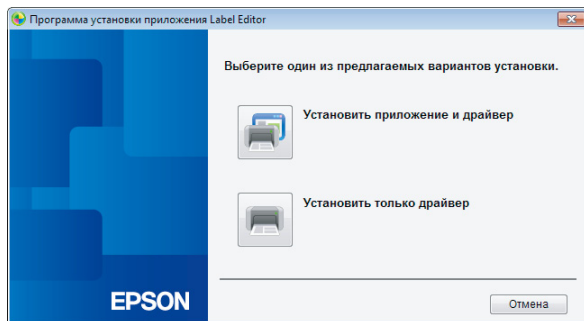 Программа установки приложения Label Editor
Выберите один из предлагаемых вариантов установки.
Установить приложение и драйвер
Установить только драйвер
EPSON
Отмена